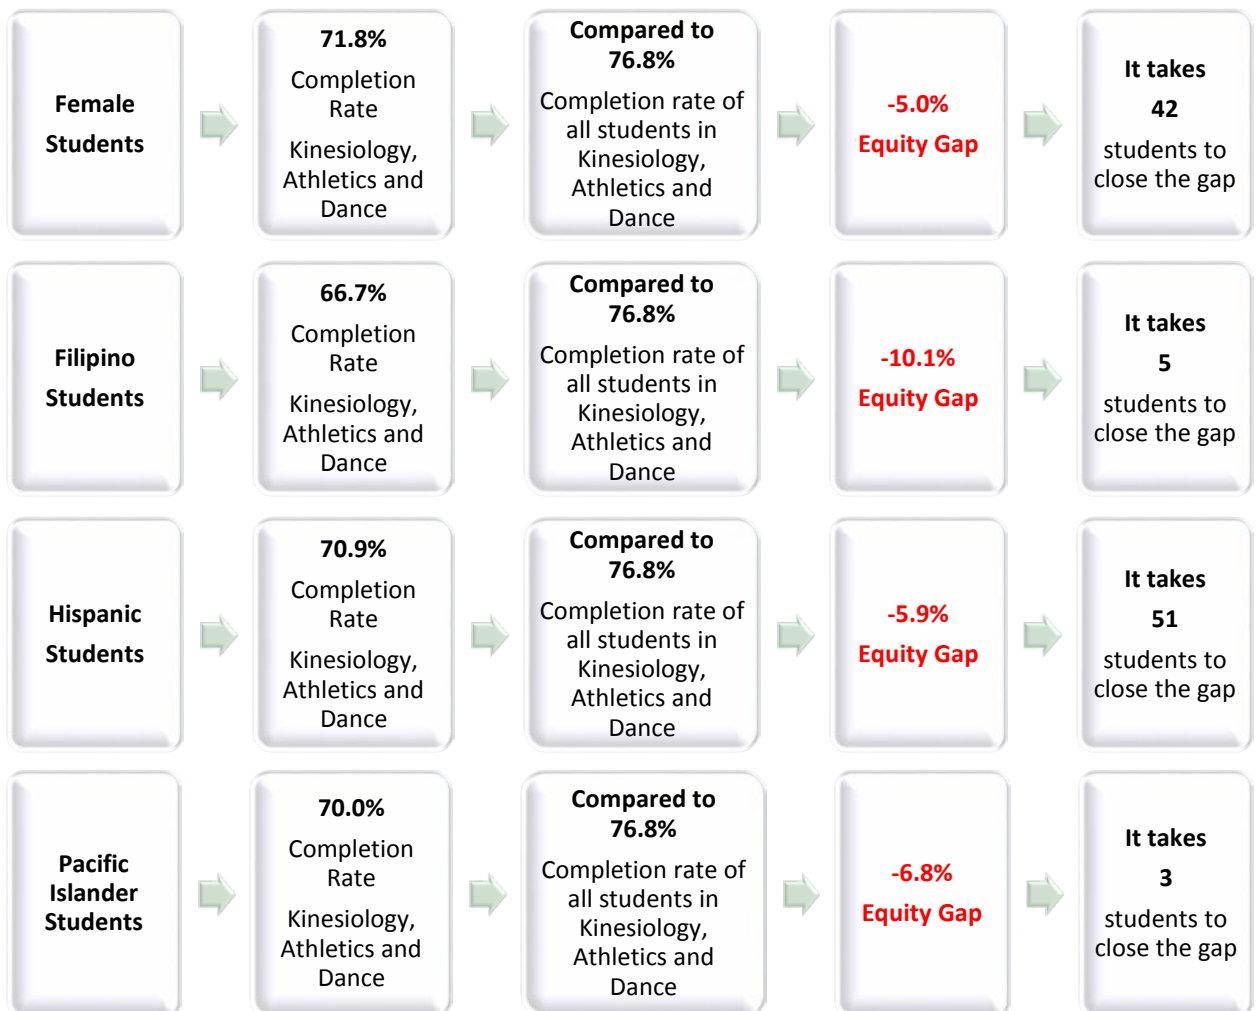 Female
Students
71.8%
Completion
Rate
Kinesiology,
Athletics and
Dance
Compared to
76.8%
Completion rate of
all students in
Kinesiology,
Athletics and
Dance
-5.0%
Equity Gap
It takes
42
students to
close the gap
Filipino
Students
66.7%
Completion
Rate
Kinesiology,
Athletics and
Dance
Compared to
76.8%
Completion rate of
all students in
Kinesiology,
Athletics and
Dance
-10.1%
Equity Gap
It takes
5
students to
close the gap
Hispanic
Students
70.9%
Completion
Rate
Kinesiology,
Athletics and
Dance
Compared to
76.8%
Completion rate of
all students in
Kinesiology,
Athletics and
Dance
-5.9%
Equity Gap
It takes
51
students to
close the gap
Pacific
Islander
Students
70.0%
Completion
Rate
Kinesiology,
Athletics and
Dance
Compared to
76.8%
Completion rate of
all students in
Kinesiology,
Athletics and
Dance
-6.8%
Equity Gap
It takes
3
students to
close the gap